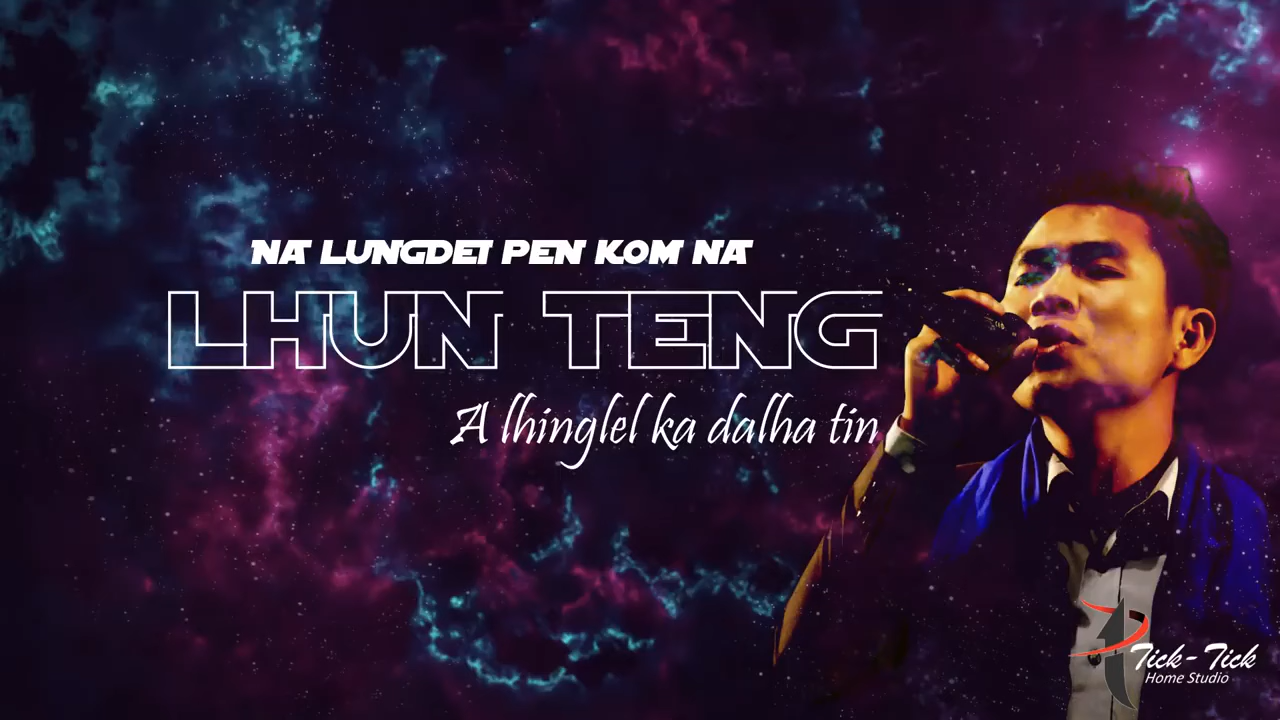 NA LUNGDEI PEN KOM NA
LHUN TENG
A lhinglel ka dalha tin
Tick-Tick
Home Studio